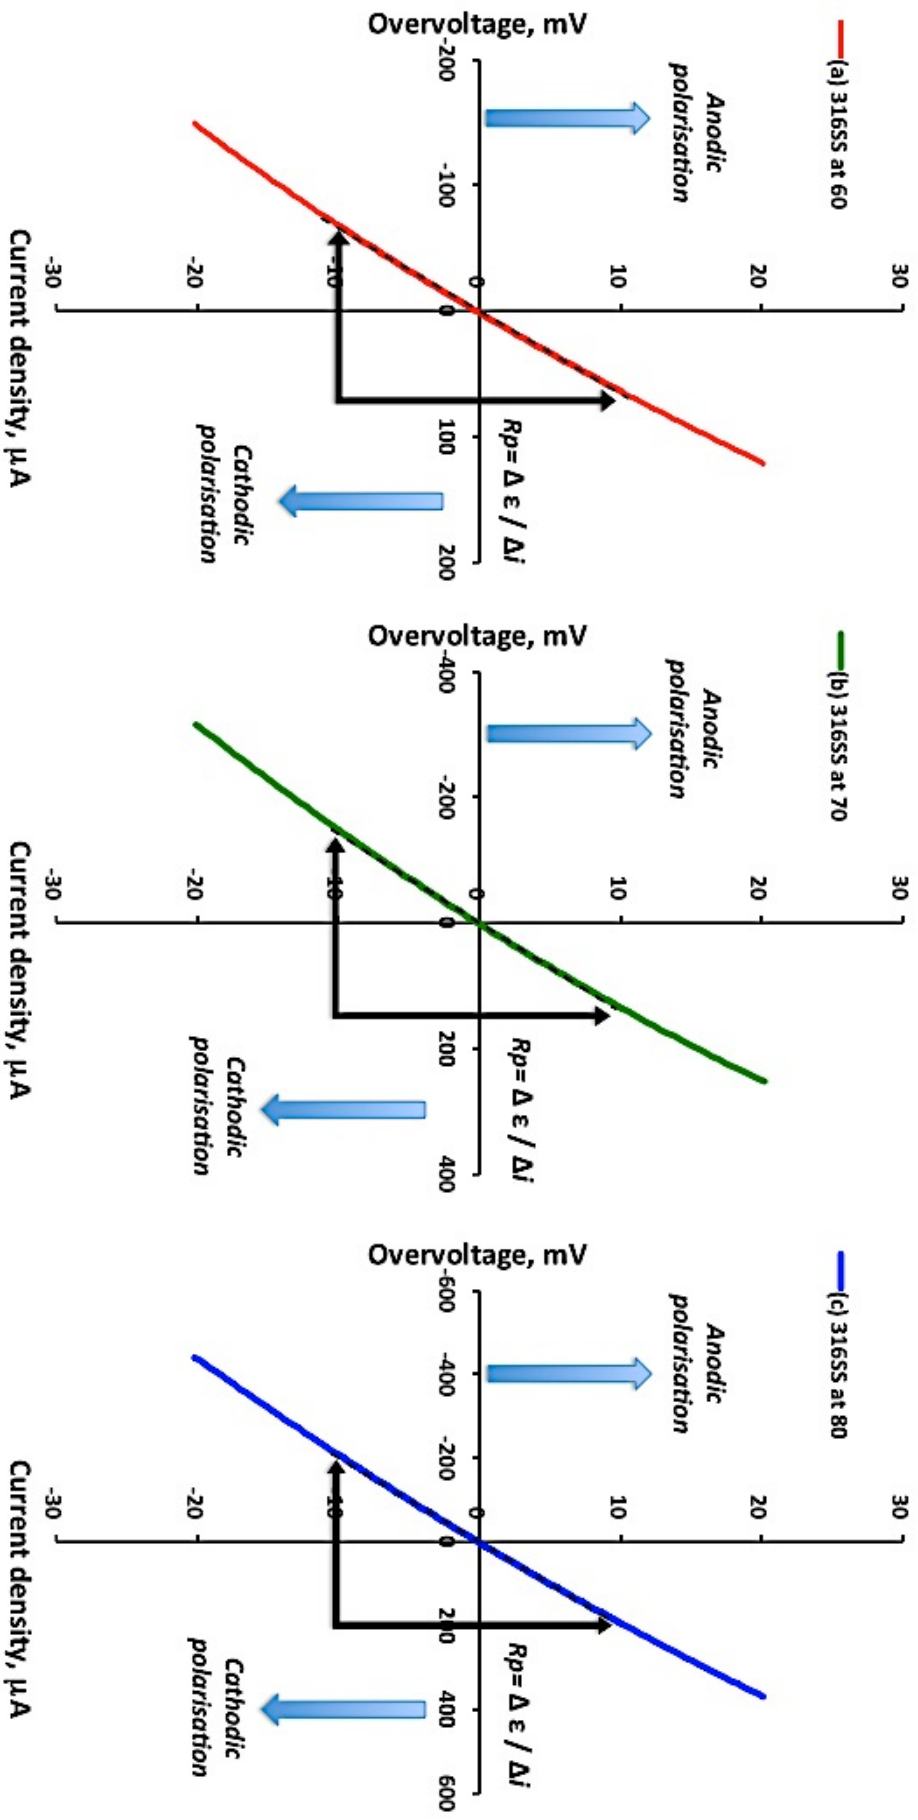 (a) 316SS at 60
Overvoltage, mV
30
20
10
0
-10
-20
-30
-200
-100
0
100
200
Anodic
polarisation
Rp= Δ ε / Δi
Cathodic
polarisation
Current density, μA
(b) 316SS at 70
Overvoltage, mV
30
20
10
0
-10
-20
-30
-400
-200
0
200
400
Anodic
polarisation
Rp= Δ ε / Δi
Cathodic
polarisation
Current density, μA
(c) 316SS at 80
Overvoltage, mV
30
20
10
0
-10
-20
-30
-600
-400
-200
0
200
400
600
Anodic
polarisation
Rp= Δ ε / Δi
Cathodic
polarisation
Current density, μA